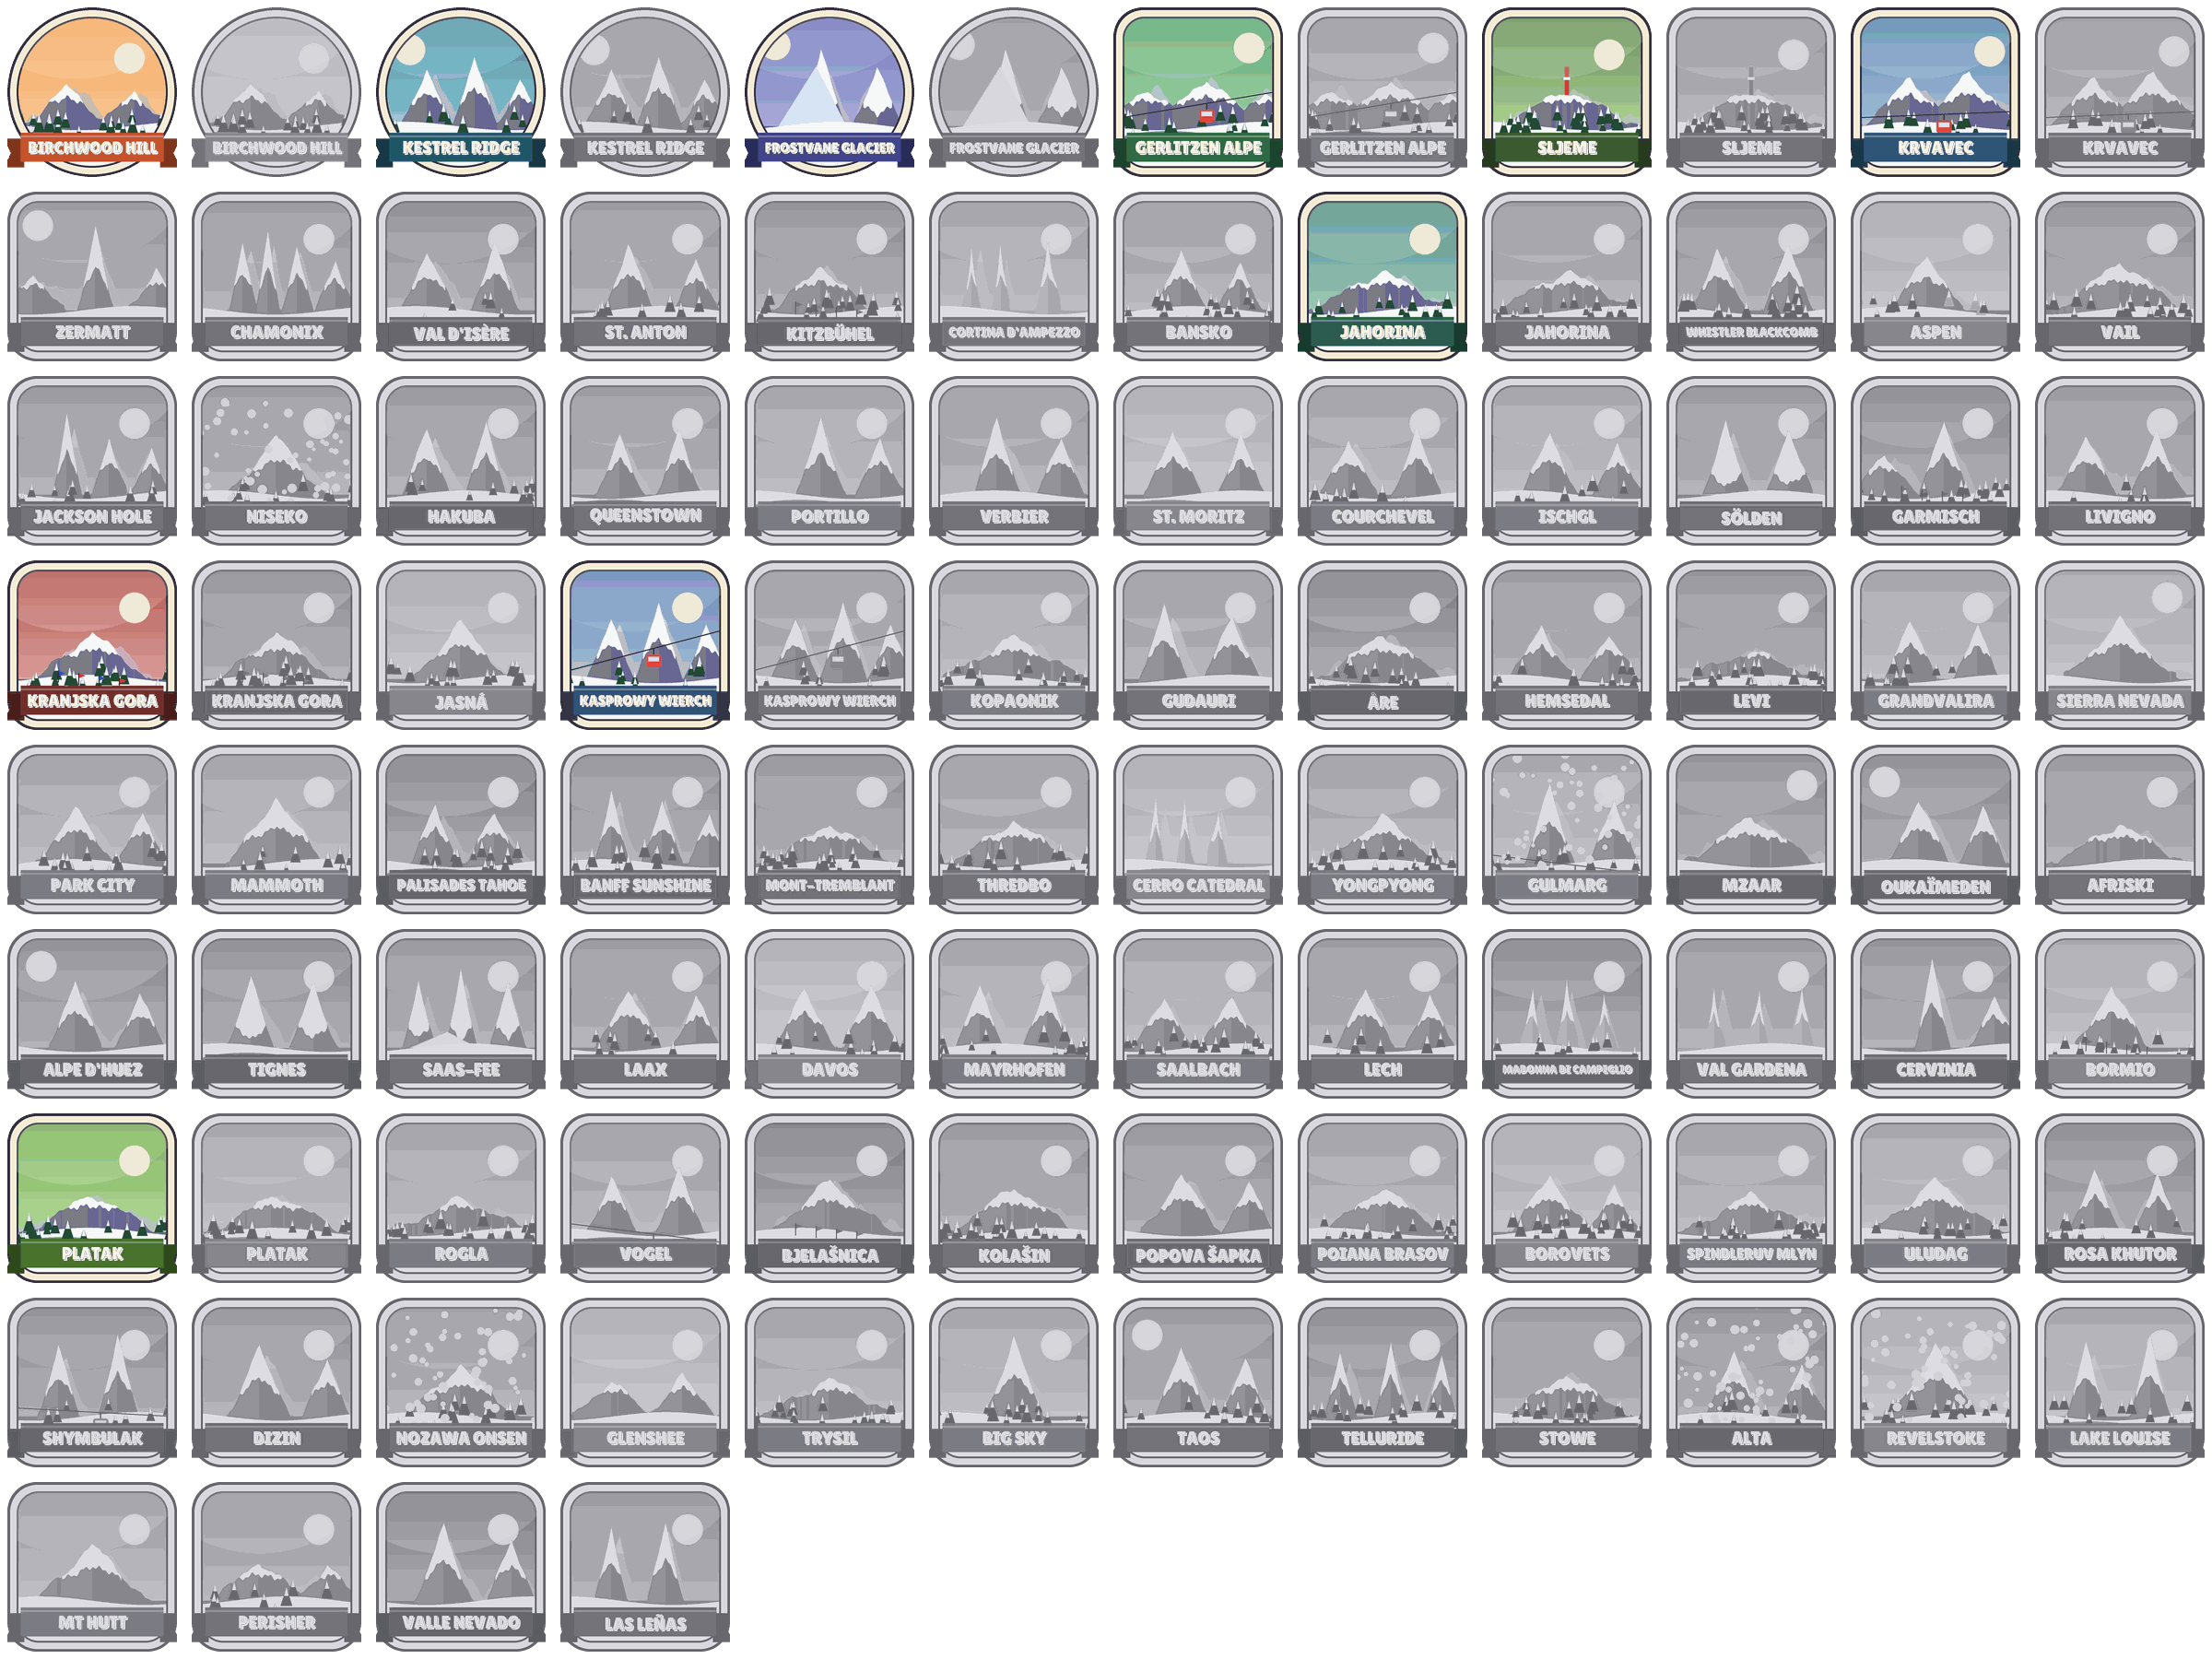 BIRCHWOOD HILL
BIRCHWOOD HILL
KESTREL RIDGE
KESTREL RIDGE
FROSTVANE GLACIER
FROSTVANE GLACIER
GERLITZEN ALPE
GERLITZEN ALPE
SLJEME
SLJEME
KRVAVEC
KRVAVEC
ZERMATT
CHAMONIX
VAL D'ISÈRE
ST. ANTON
KITZBÜHEL
CORTINA D'AMPEZZO
BANSKO
JAHORINA
JAHORINA
WHISTLER BLACKCOMB
ASPEN
VAIL
JACKSON HOLE
NISEKO
HAKUBA
QUEENSTOWN
PORTILLO
VERBIER
ST. MORITZ
COURCHEVEL
ISCHGL
SÖLDEN
GARMISCH
LIVIGNO
KRANJSKA GORA
KRANJSKA GORA
JASNÁ
KASPROWY WIERCH
KASPROWY WIERCH
KOPAONIK
GUDAURI
ÅRE
HEMSEDAL
LEVI
GRANDVALIRA
SIERRA NEVADA
PARK CITY
MAMMOTH
PALISADES TAHOE
BANFF SUNSHINE
MONT-TREMBLANT
THREDBO
CERRO CATEDRAL
YONGPYONG
GULMARG
MZAAR
OUKAÏMEDEN
AFRISKI
ALPE D'HUEZ
TIGNES
SAAS-FEE
LAAX
DAVOS
MAYRHOFEN
SAALBACH
LECH
MADONNA DI CAMPIGLIO
VAL GARDENA
CERVINIA
BORMIO
PLATAK
PLATAK
ROGLA
VOGEL
BJELAŠNICA
KOLAŠIN
POPOVA ŠAPKA
POIANA BRASOV
BOROVETS
SPINDLERUV MLYN
ULUDAG
ROSA KHUTOR
SHYMBULAK
DIZIN
NOZAWA ONSEN
GLENSHEE
TRYSIL
BIG SKY
TAOS
TELLURIDE
STOWE
ALTA
REVELSTOKE
LAKE LOUISE
MT HUTT
PERISHER
VALLE NEVADO
LAS LEÑAS